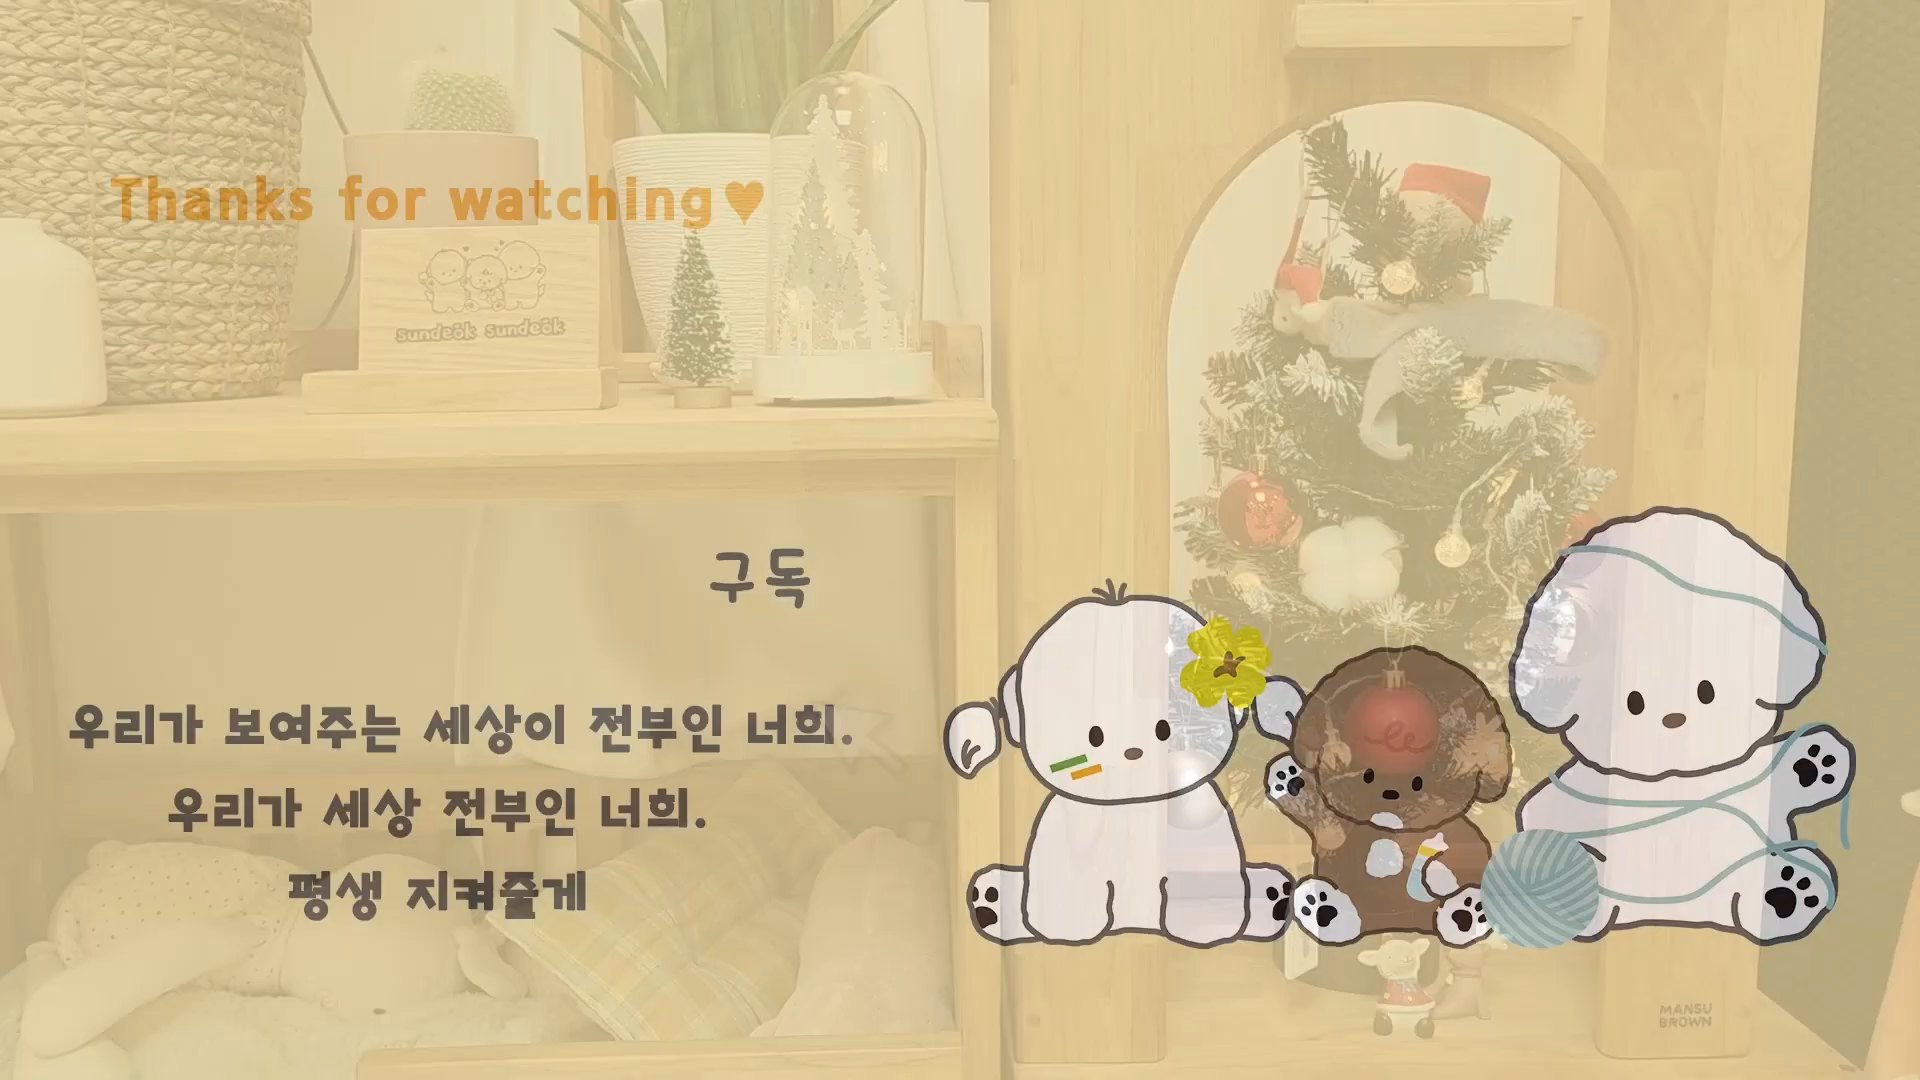 Thanks for watching♥
sundeok sundeok
구독
우리가 보여주는 세상이 전부인 너희.
우리가 세상 전부인 너희.
평생 지켜줄게
MANSU
BROWN